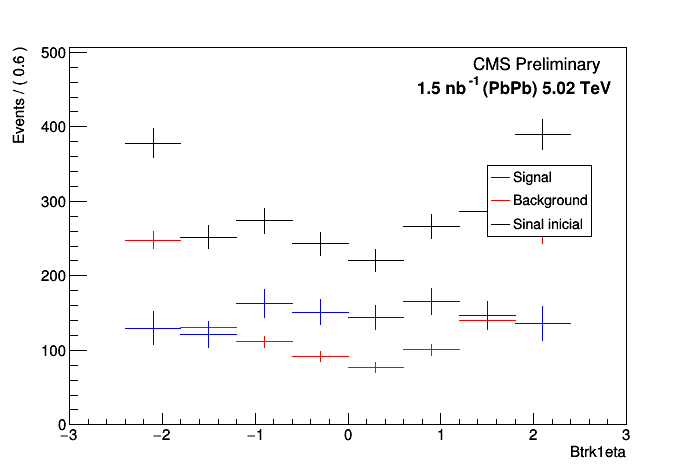 CMS Preliminary
1.5 nb-1 (PbPb) 5.02 TeV
Events / ( 0.6 )
500
400
300
200
100
0
Signal
Background
Sinal inicial
−3 −2 −1 0 1 2 3
Btrk1eta